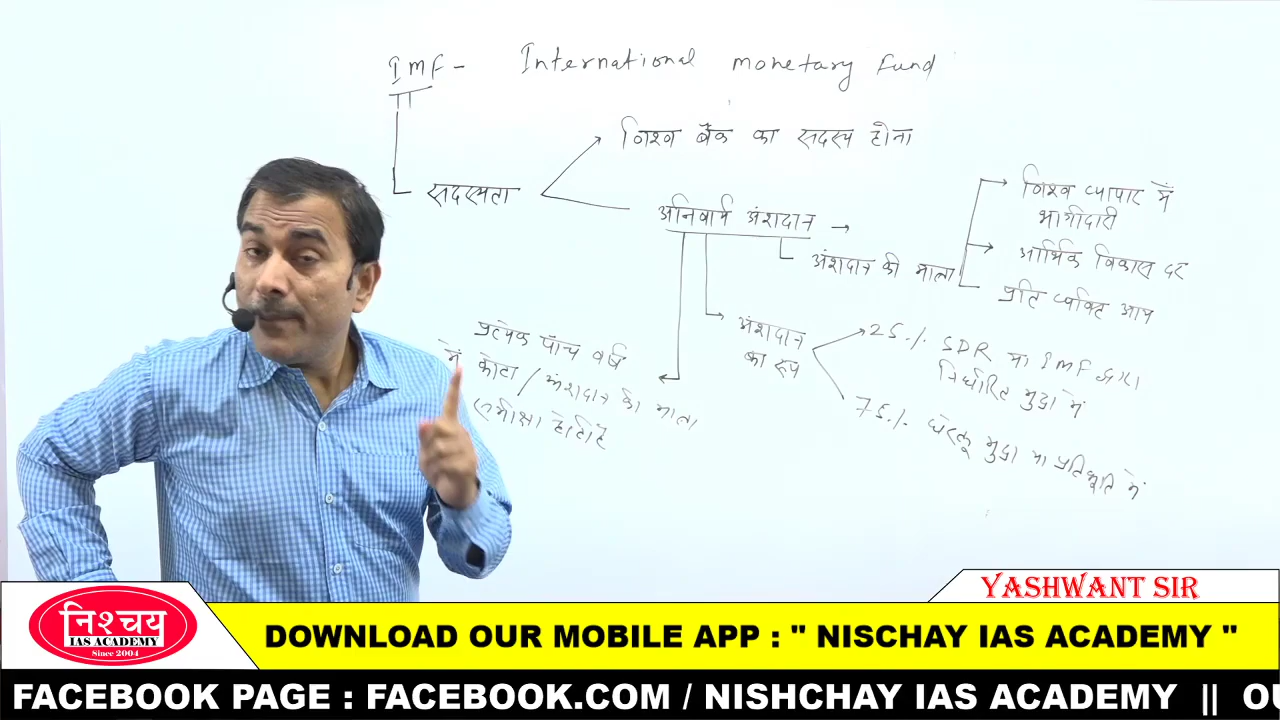 IMF - International monetary Fund
विश्व बैंक का सदस्य होना
सदस्यता
अनिवार्य अंशदान →
विश्व व्यापार में
भागीदारी
अंशदान की मात्रा
आर्थिक विकास दर
प्रति व्यक्ति आय
अंशदान
का रूप
25.1. SDR या IMF द्वारा
निर्धारित मुद्रा में
75.1. घरेलू मुद्रा या प्रतिभूति में
प्रत्येक पाँच वर्ष
में कोटा / अंशदान की मात्रा
समीक्षा होती है
YASHWANT SIR
निश्चय
IAS ACADEMY
Since 2004
DOWNLOAD OUR MOBILE APP : " NISCHAY IAS ACADEMY "
FACEBOOK PAGE : FACEBOOK.COM / NISHCHAY IAS ACADEMY || OU